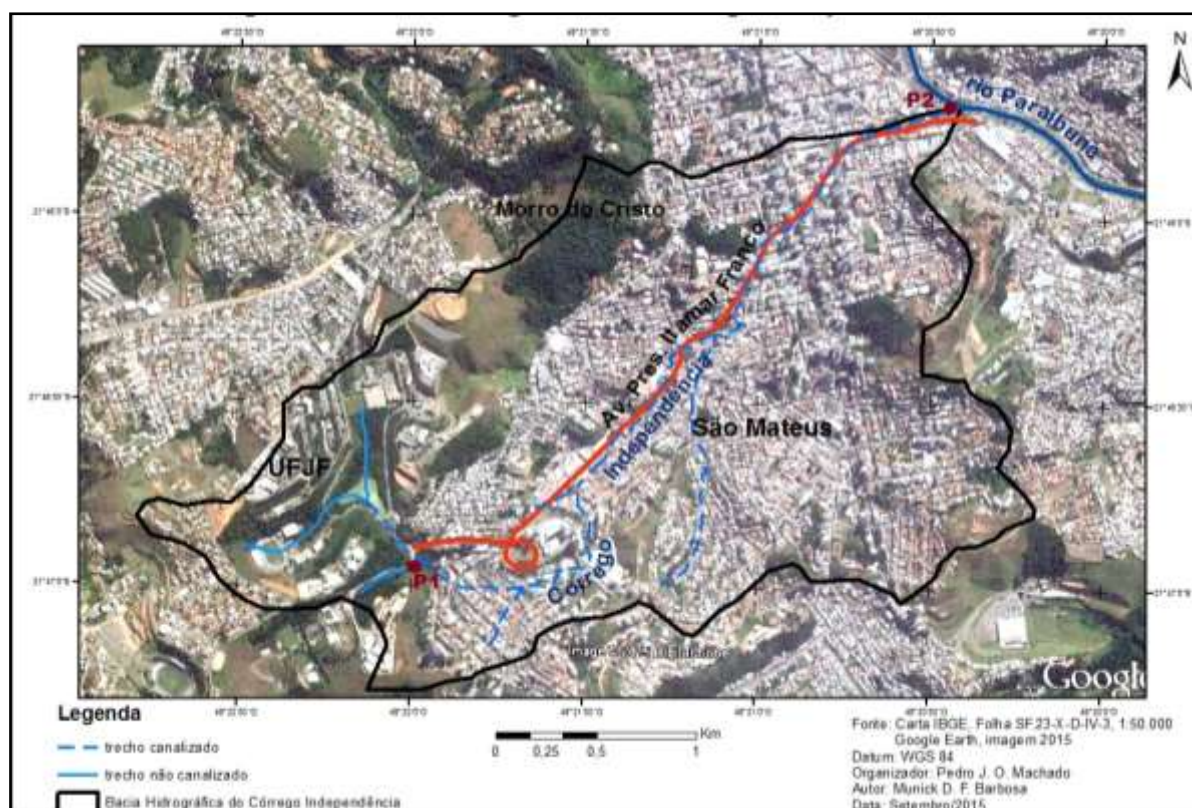 N
P2
rio Paraibuna
Morro do Cristo
Av. Pres. Itamar Franco
Independência
São Mateus
UFJF
P1
Córrego
Google
Legenda
trecho canalizado
trecho não canalizado
Bacia Hidrográfica do Córrego Independência
0 0,25 0,5 1 Km
Fonte: Carta IBGE, Folha SF.23-X-D-IV-3, 1:50.000
Google Earth, imagem 2015
Datum: WGS 84
Organizador: Pedro J. O. Machado
Autor: Munick D. F. Barbosa
Data: Setembro/2015